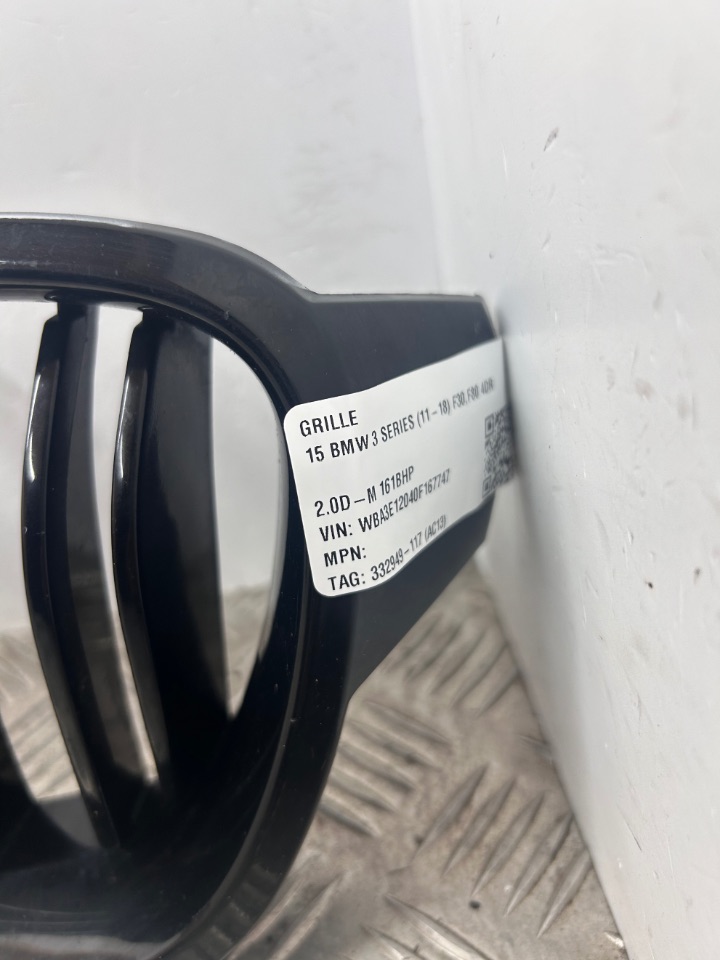 GRILLE
15 BMW 3 SERIES (11-18) F30,F80 4DR
2.0D-M 161BHP
VIN: WBA3E12040F167747
MPN:
TAG: 332949-117 (AC13)